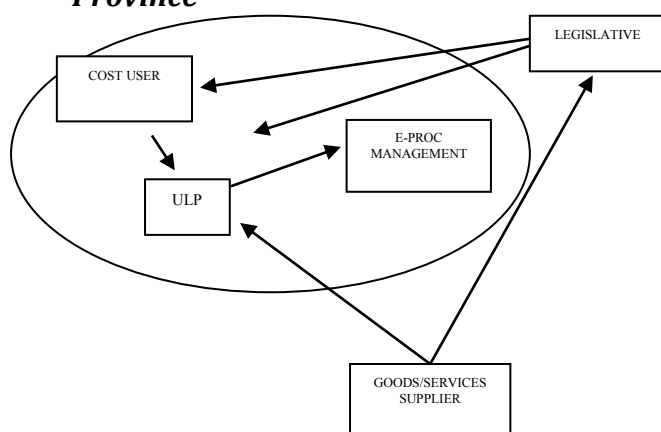 Province
LEGISLATIVE
COST USER
E-PROC
MANAGEMENT
ULP
GOODS/SERVICES
SUPPLIER